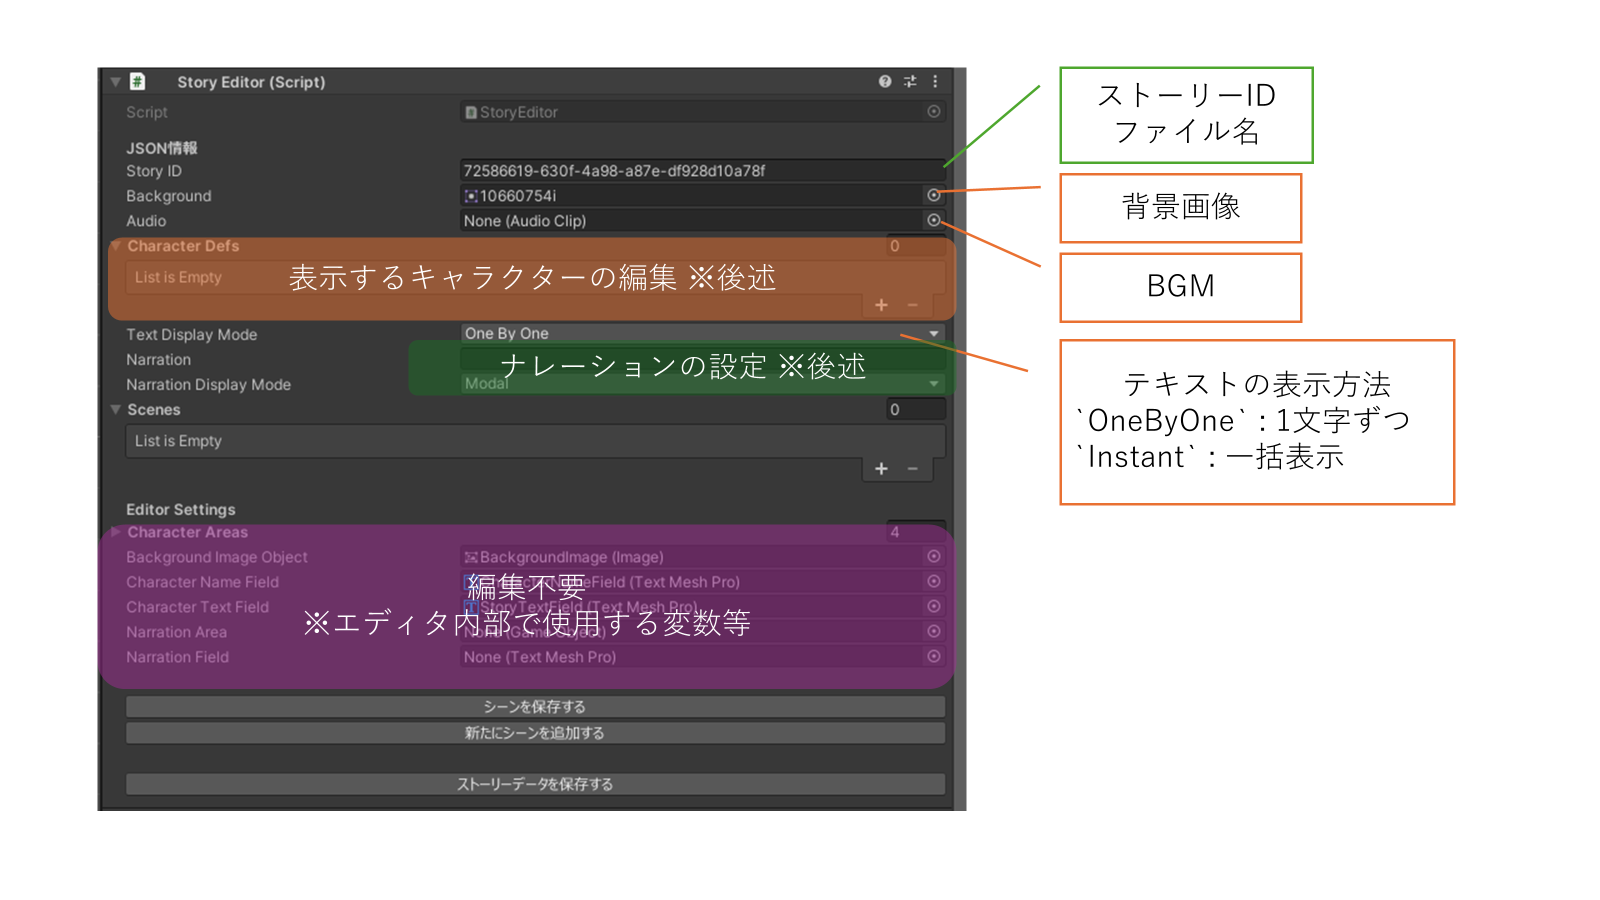 Story Editor (Script)
Script
StoryEditor
JSON情報
Story ID
72586619-630f-4a98-a87e-df928d10a78f
Background
10660754i
Audio
None (Audio Clip)
Character Defs
0
List is Empty
表示するキャラクターの編集 ※後述
+ −
Text Display Mode
One By One
Narration
ナレーションの設定 ※後述
Narration Display Mode
Modal
Scenes
0
List is Empty
+ −
Editor Settings
Character Areas
4
Background Image Object
BackgroundImage (Image)
Character Name Field
CharacterNameField (Text Mesh Pro)
編集不要
Character Text Field
StoryTextField (Text Mesh Pro)
※エディタ内部で使用する変数等
Narration Area
None (Game Object)
Narration Field
None (Text Mesh Pro)
シーンを保存する
新たにシーンを追加する
ストーリーデータを保存する
ストーリーID
ファイル名
背景画像
BGM
テキストの表示方法
`OneByOne`：1文字ずつ
`Instant`：一括表示